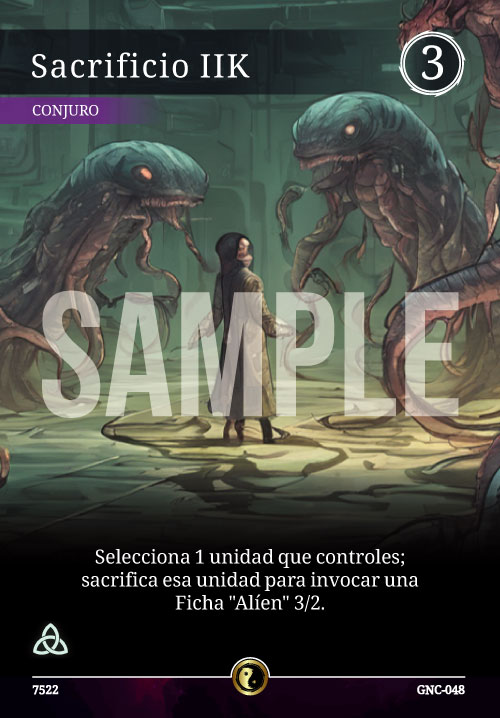 Sacrificio IIK
3
CONJURO
SAMPLE
Selecciona 1 unidad que controles;
sacrifica esa unidad para invocar una
Ficha "Alíen" 3/2.
7522
GNC-048